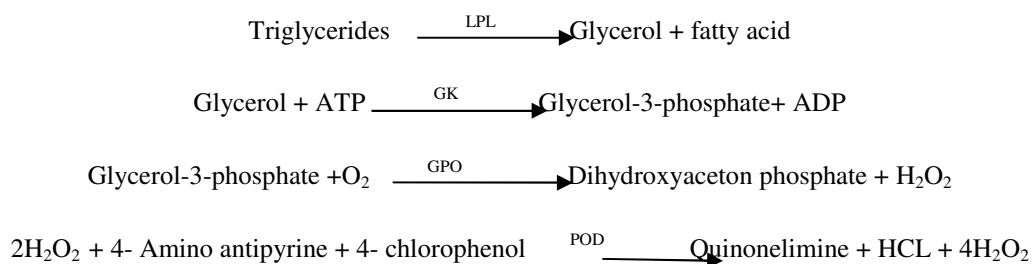 Triglycerides LPL Glycerol + fatty acid
Glycerol + ATP GK Glycerol-3-phosphate+ ADP
Glycerol-3-phosphate +O₂ GPO Dihydroxyaceton phosphate + H₂O₂
2H₂O₂ + 4- Amino antipyrine + 4- chlorophenol POD Quinonelimine + HCL + 4H₂O₂